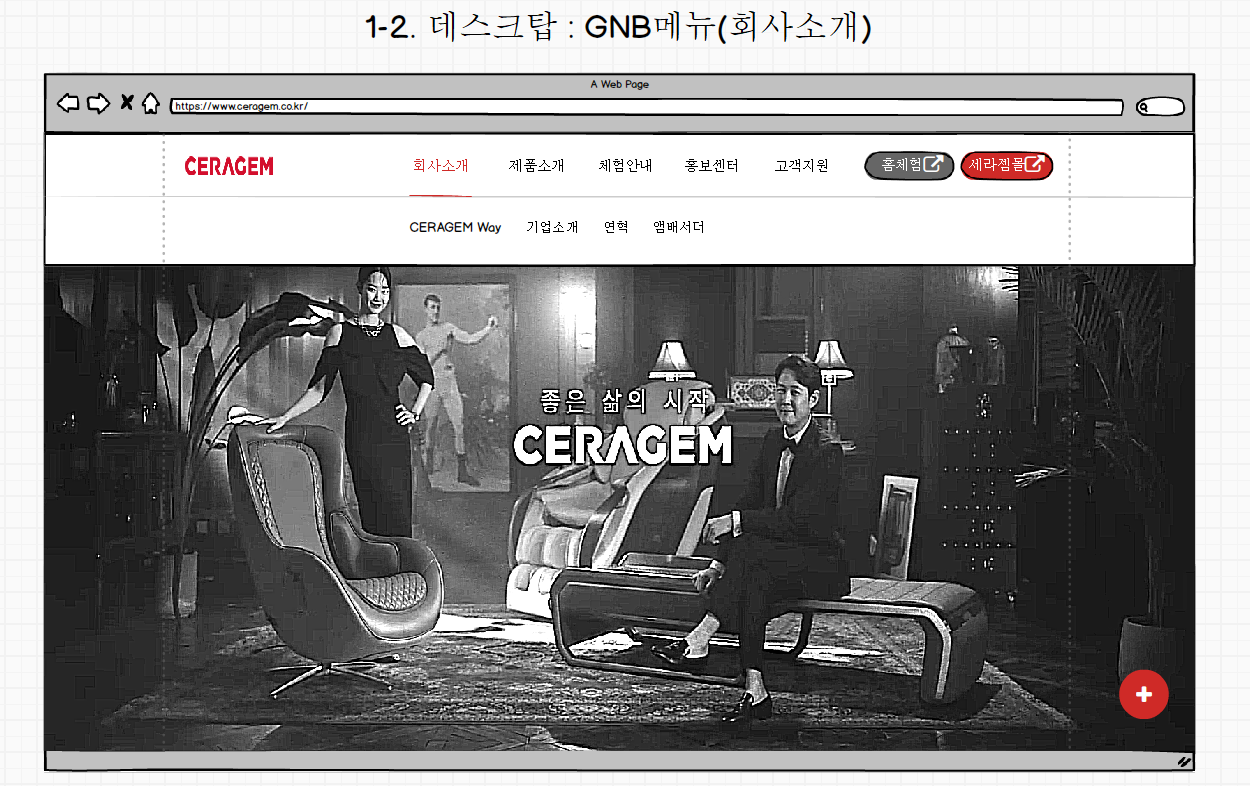 1-2. 데스크탑 : GNB메뉴(회사소개)
A Web Page
https://www.ceragem.co.kr/
CERAGEM 회사소개 제품소개 체험안내 홍보센터 고객지원 홈체험 세라젬몰
CERAGEM Way 기업소개 연혁 앰배서더
좋은 삶의 시작
CERAGEM